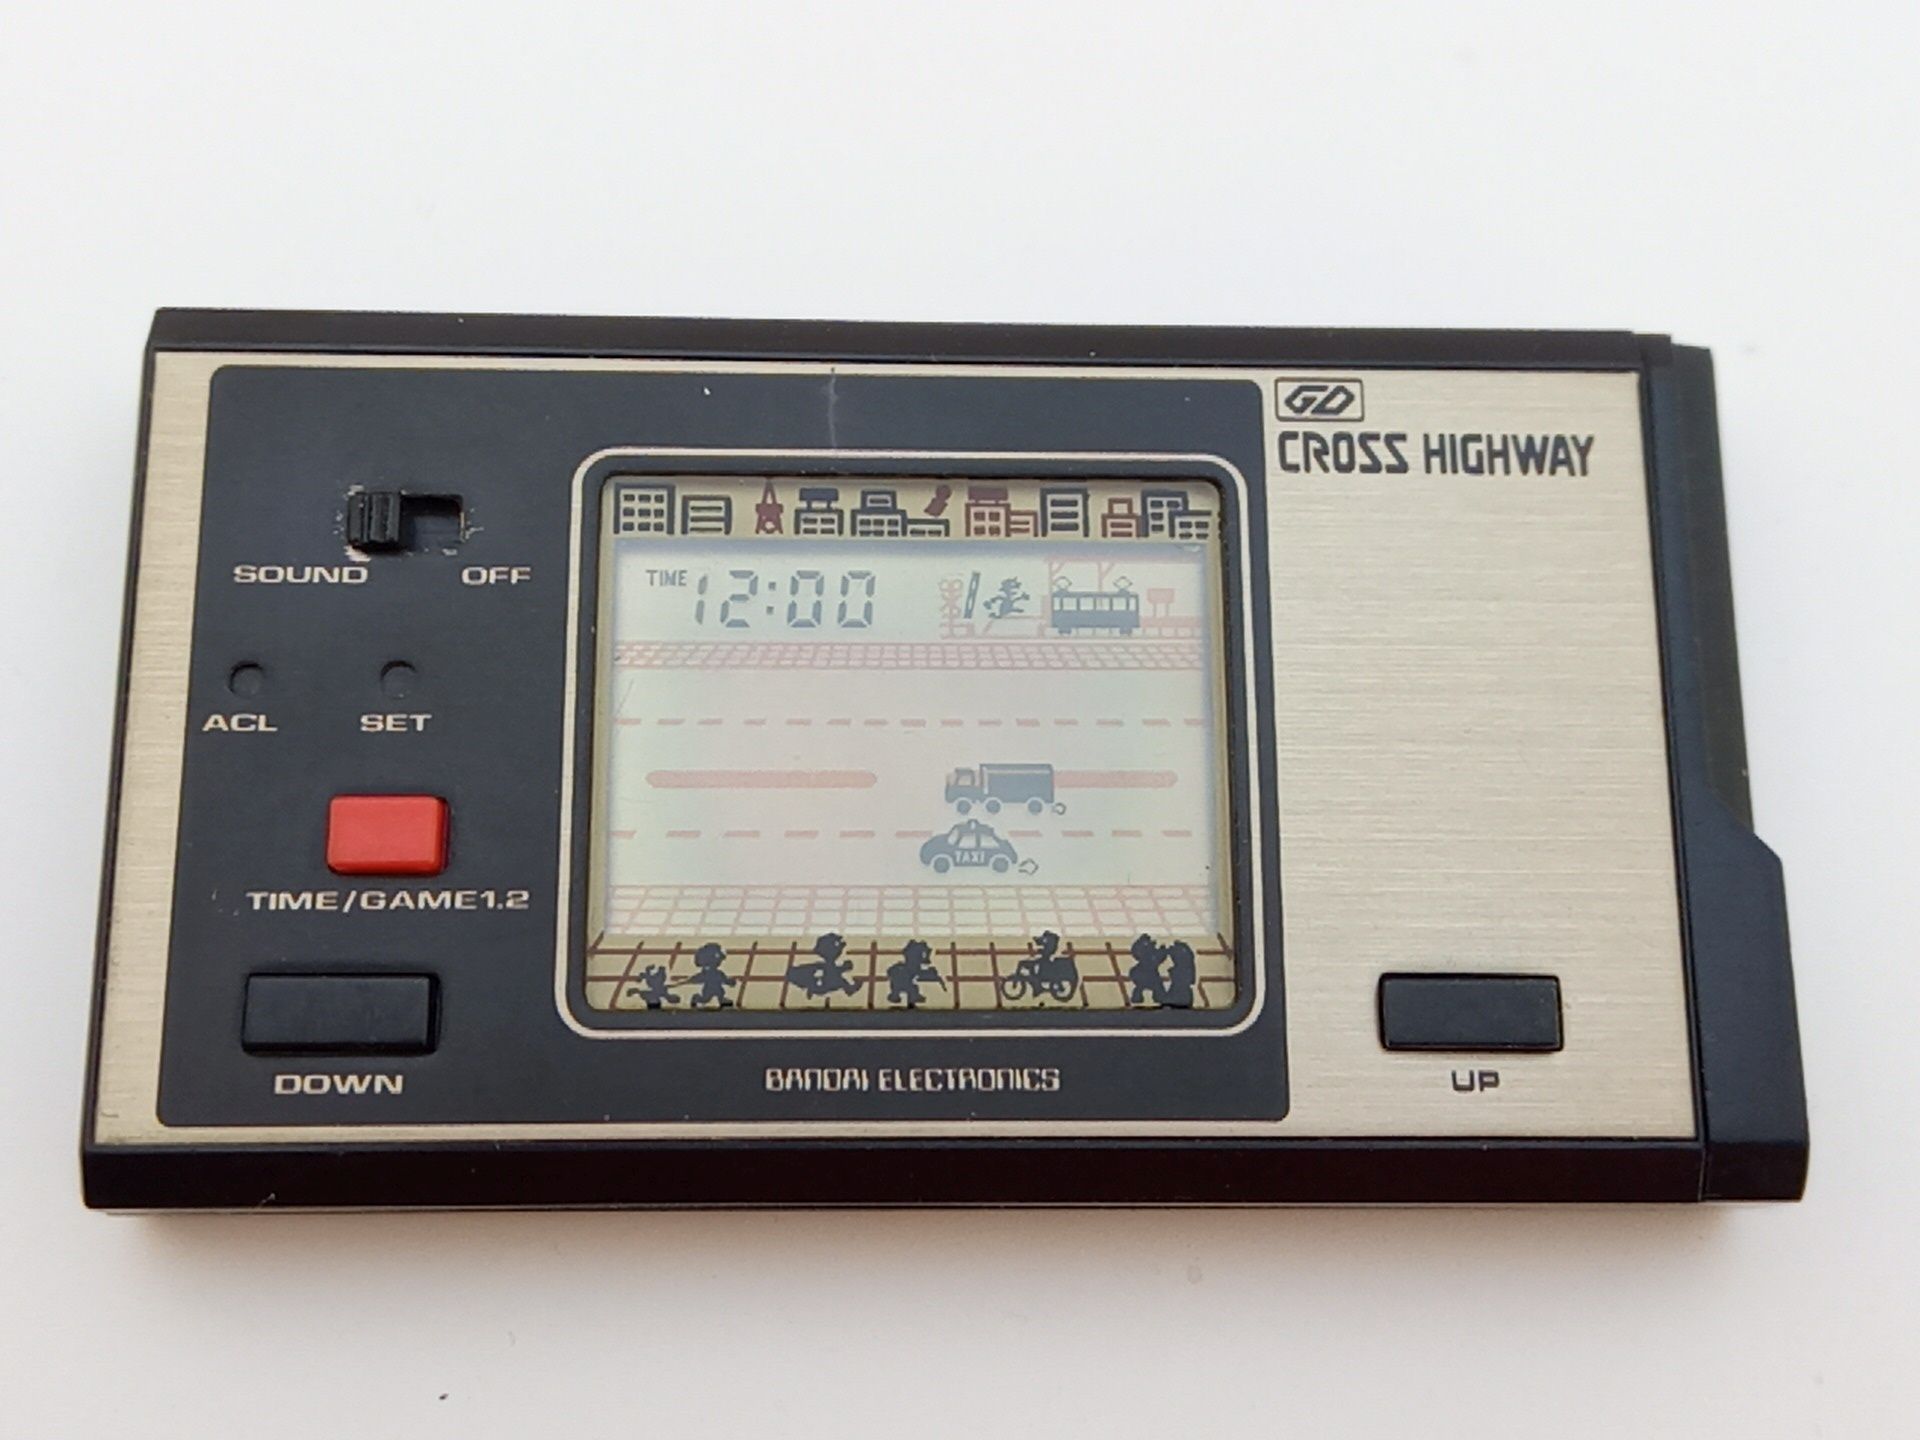 GD
CROSS HIGHWAY
SOUND OFF
TIME 12:00
ACL SET
TAXI
TIME/GAME1.2
DOWN
BANDAI ELECTRONICS
UP